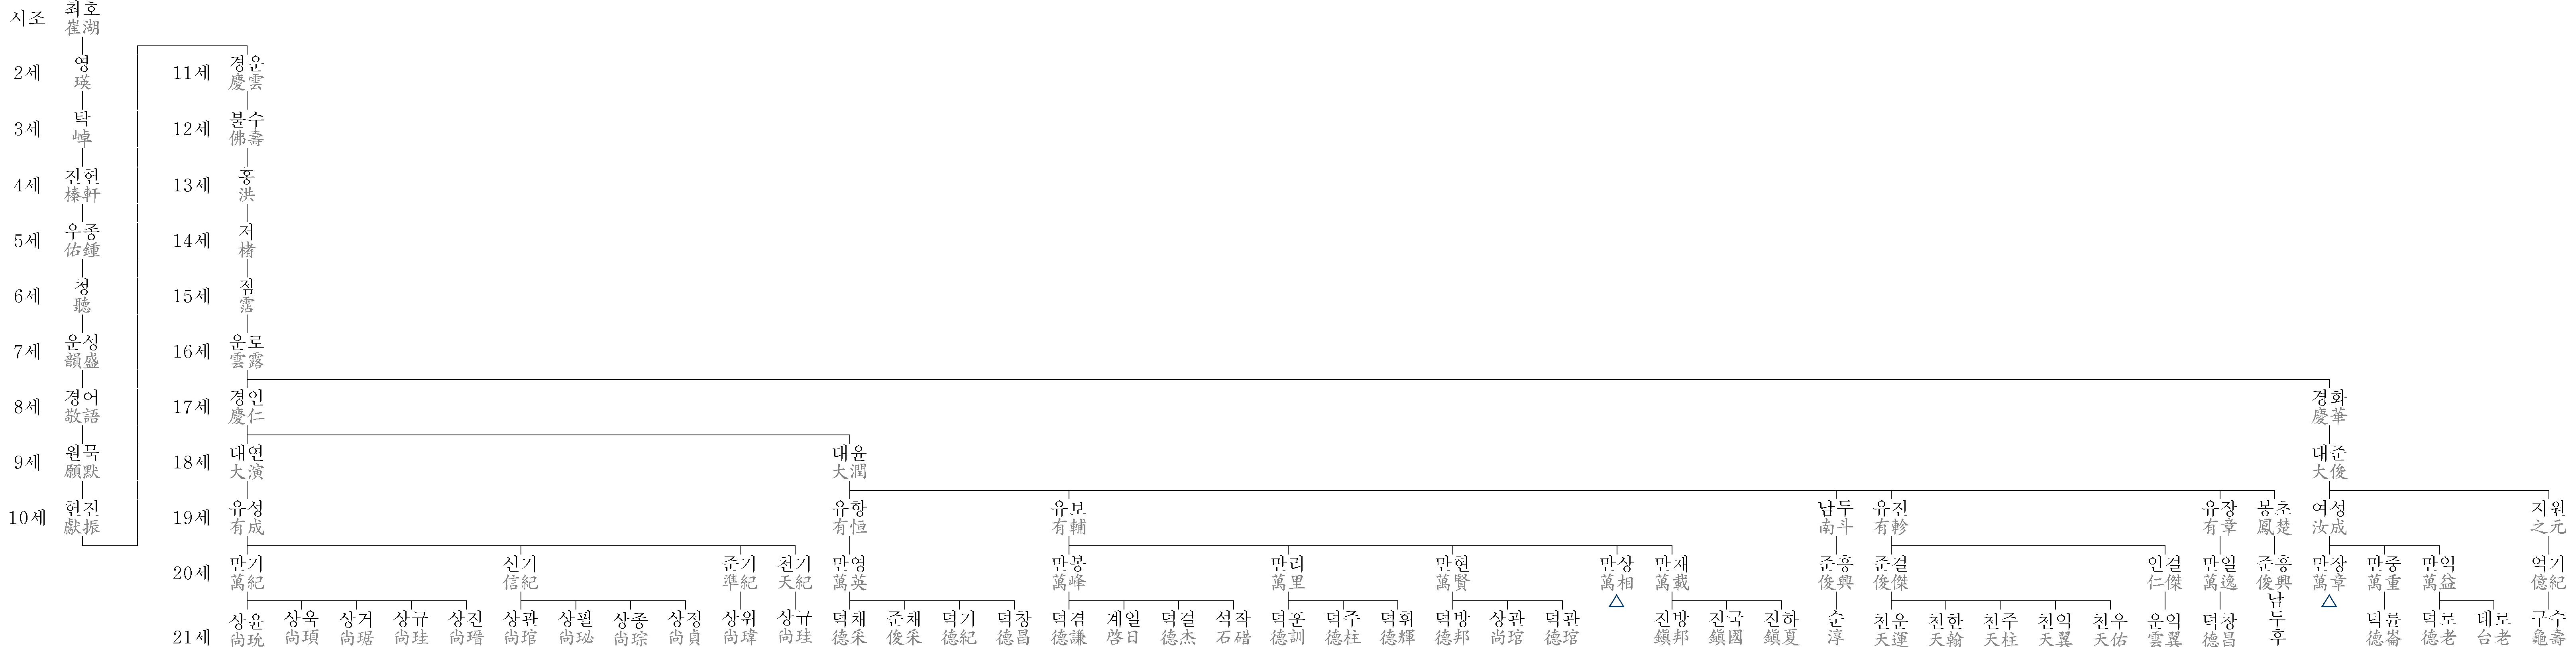 시조 최호
崔湖
2세 영 11세 경운
瑛 慶雲
3세 탁 12세 불수
晫 佛壽
4세 진헌 13세 홍
榛軒 洪
5세 우종 14세 저
佑鍾 楮
6세 청 15세 점
聽 霑
7세 운성 16세 운로
韻盛 雲露
8세 경어 17세 경인 경화
敬語 慶仁 慶華
9세 원묵 18세 대연 대윤 대준
願默 大演 大潤 大俊
10세 헌진 19세 유성 유항 유보 남두 유진 유장 봉초 여성 지원
獻振 有成 有恒 有輔 南斗 有軫 有章 鳳楚 汝成 之元
20세 만기 신기 준기 천기 만영 만봉 만리 만현 만상 만재 준흥 준걸 인걸 만일 준흥 만장 만중 만익 억기
萬紀 信紀 準紀 天紀 萬英 萬峰 萬里 萬賢 萬相 萬載 俊興 俊傑 仁傑 萬逸 俊興 萬章 萬重 萬益 億紀
21세 상윤 상욱 상거 상규 상진 상관 상필 상종 상정 상위 상규 덕채 준채 덕기 덕창 덕겸 계일 덕걸 석작 덕훈 덕주 덕휘 덕방 상관 덕관 △ 진방 진국 진하 순 천운 천한 천주 천익 천우 운익 덕창 남두후 △ 덕륜 덕로 태로 구수
尚玧 尚頊 尚琚 尚珪 尚瑨 尚琯 尚珌 尚琮 尚貞 尚瑋 尚珪 德采 俊采 德紀 德昌 德謙 啓日 德杰 石碏 德訓 德柱 德輝 德邦 尚琯 德琯 鎭邦 鎭國 鎭夏 淳 天運 天翰 天柱 天翼 天佑 雲翼 德昌 德崙 德老 台老 龜壽